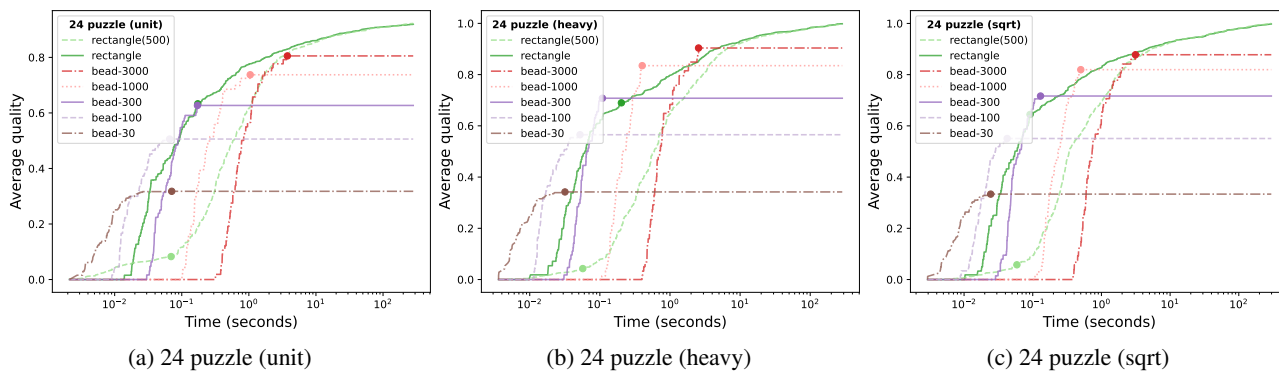 24 puzzle (unit)
rectangle(500)
rectangle
bead-3000
bead-1000
bead-300
bead-100
bead-30
Average quality
0.8
0.6
0.4
0.2
0.0
10⁻² 10⁻¹ 10⁰ 10¹ 10²
Time (seconds)
(a) 24 puzzle (unit)
24 puzzle (heavy)
rectangle(500)
rectangle
bead-3000
bead-1000
bead-300
bead-100
bead-30
Average quality
1.0
0.8
0.6
0.4
0.2
0.0
10⁻² 10⁻¹ 10⁰ 10¹ 10²
Time (seconds)
(b) 24 puzzle (heavy)
24 puzzle (sqrt)
rectangle(500)
rectangle
bead-3000
bead-1000
bead-300
bead-100
bead-30
Average quality
1.0
0.8
0.6
0.4
0.2
0.0
10⁻² 10⁻¹ 10⁰ 10¹ 10²
Time (seconds)
(c) 24 puzzle (sqrt)